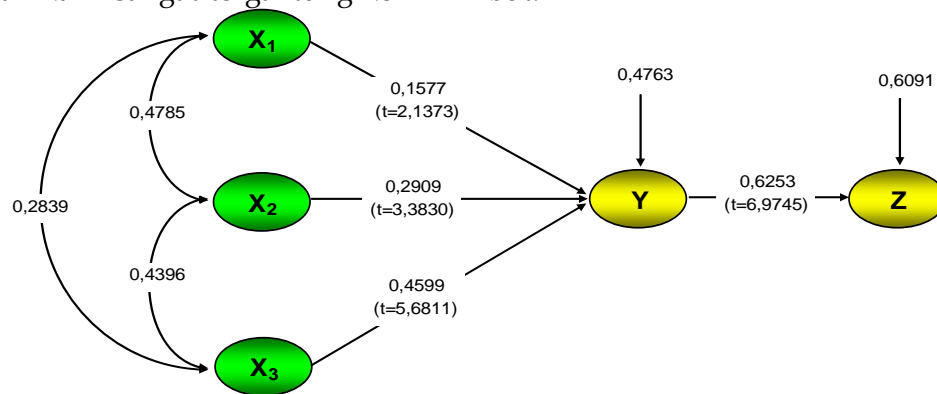 X1
0,1577
(t=2,1373)
0,4763
0,6091
0,4785
0,2839
X2
0,2909
(t=3,3830)
Y
0,6253
(t=6,9745)
Z
0,4396
0,4599
(t=5,6811)
X3